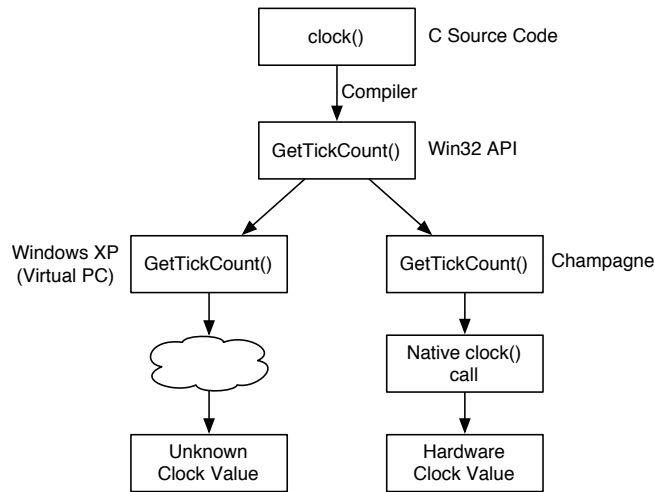 clock()
C Source Code
Compiler
GetTickCount()
Win32 API
Windows XP
(Virtual PC)
GetTickCount()
GetTickCount()
Champagne
Native clock()
call
Unknown
Clock Value
Hardware
Clock Value